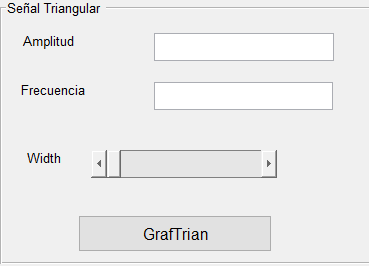 Señal Triangular
Amplitud
Frecuencia
Width
GrafTrian